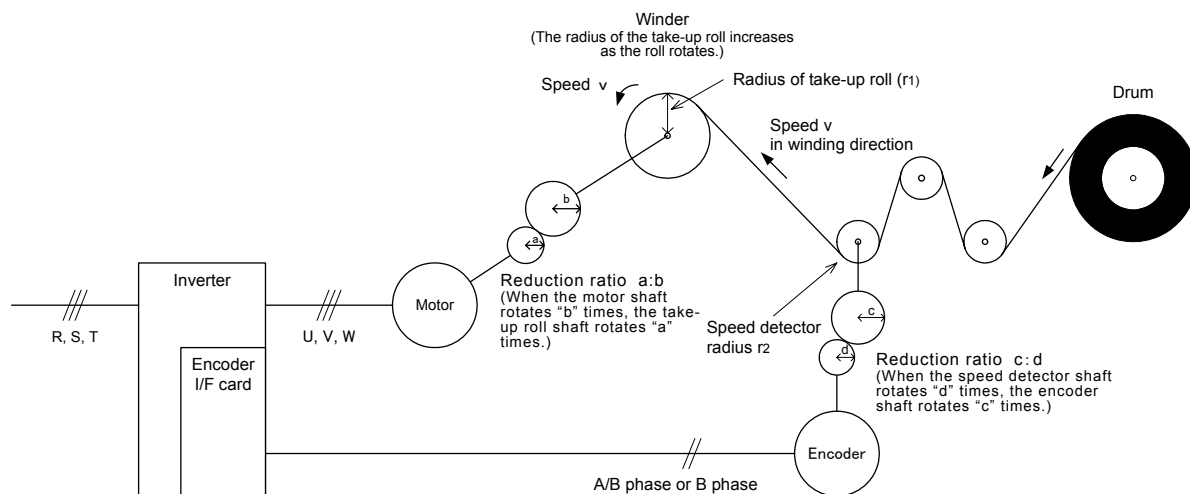 Winder
(The radius of the take-up roll increases
as the roll rotates.)
Speed v
Radius of take-up roll (r1)
Drum
Speed v
in winding direction
b
a
Reduction ratio a:b
(When the motor shaft
rotates “b” times, the take-
up roll shaft rotates “a”
times.)
Inverter
Motor
R, S, T
U, V, W
Encoder
I/F card
Speed detector
radius r2
c
d
Reduction ratio c:d
(When the speed detector shaft
rotates “d” times, the encoder
shaft rotates “c” times.)
Encoder
A/B phase or B phase